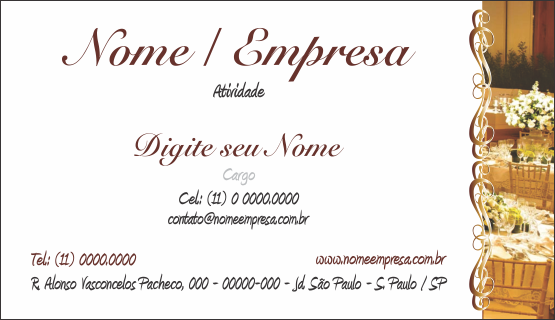 Nome / Empresa
Atividade
Digite seu Nome
Cargo
Cel.: (11) 0 0000.0000
contato@nomeempresa.com.br
Tel.: (11) 0000.0000 www.nomeempresa.com.br
R. Alonso Vasconcelos Pacheco, 000 - 00000-000 - Jd. São Paulo - S. Paulo / SP